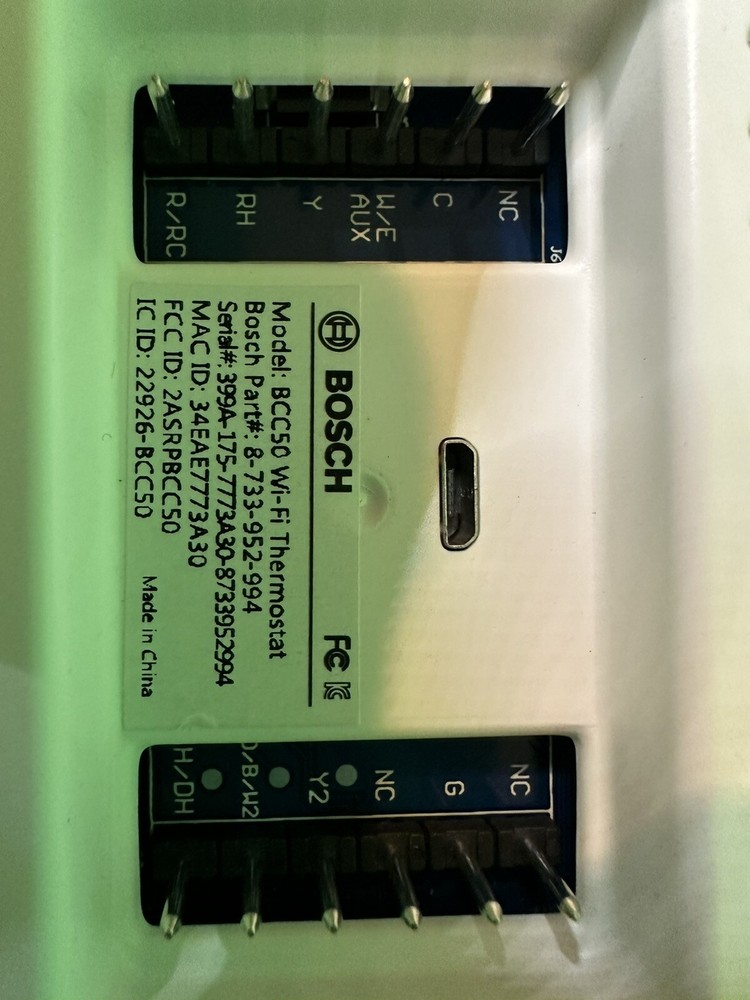 R/RC
RH
Y
W/E
AUX
C
NC
J6
BOSCH
FC IC
Model: BCC50 Wi-Fi Thermostat
Bosch Part#: 8-733-952-994
Serial#: 399A-175-7773A30-8733952994
MAC ID: 34EAE7773A30
FCC ID: 2ASRPBCC50
IC ID: 22926-BCC50
Made in China
H/DH
O/B/W2
Y2
NC
G
NC